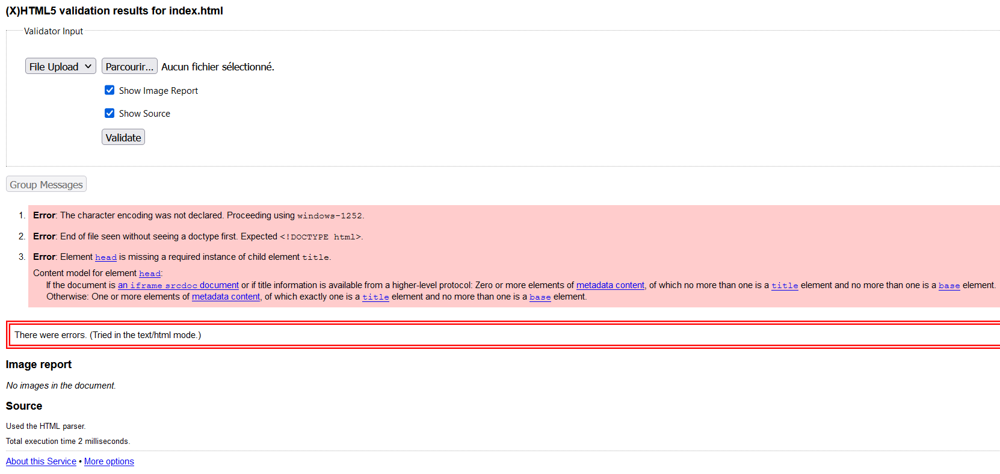 (X)HTML5 validation results for index.html
Validator Input
File Upload Parcourir... Aucun fichier sélectionné.
Show Image Report
Show Source
Validate
Group Messages
1. Error: The character encoding was not declared. Proceeding using windows-1252.
2. Error: End of file seen without seeing a doctype first. Expected <!DOCTYPE html>.
3. Error: Element head is missing a required instance of child element title.
Content model for element head:
If the document is an iframe srcdoc document or if title information is available from a higher-level protocol: Zero or more elements of metadata content, of which no more than one is a title element and no more than one is a base element.
Otherwise: One or more elements of metadata content, of which exactly one is a title element and no more than one is a base element.
There were errors. (Tried in the text/html mode.)
Image report
No images in the document.
Source
Used the HTML parser.
Total execution time 2 milliseconds.
About this Service • More options